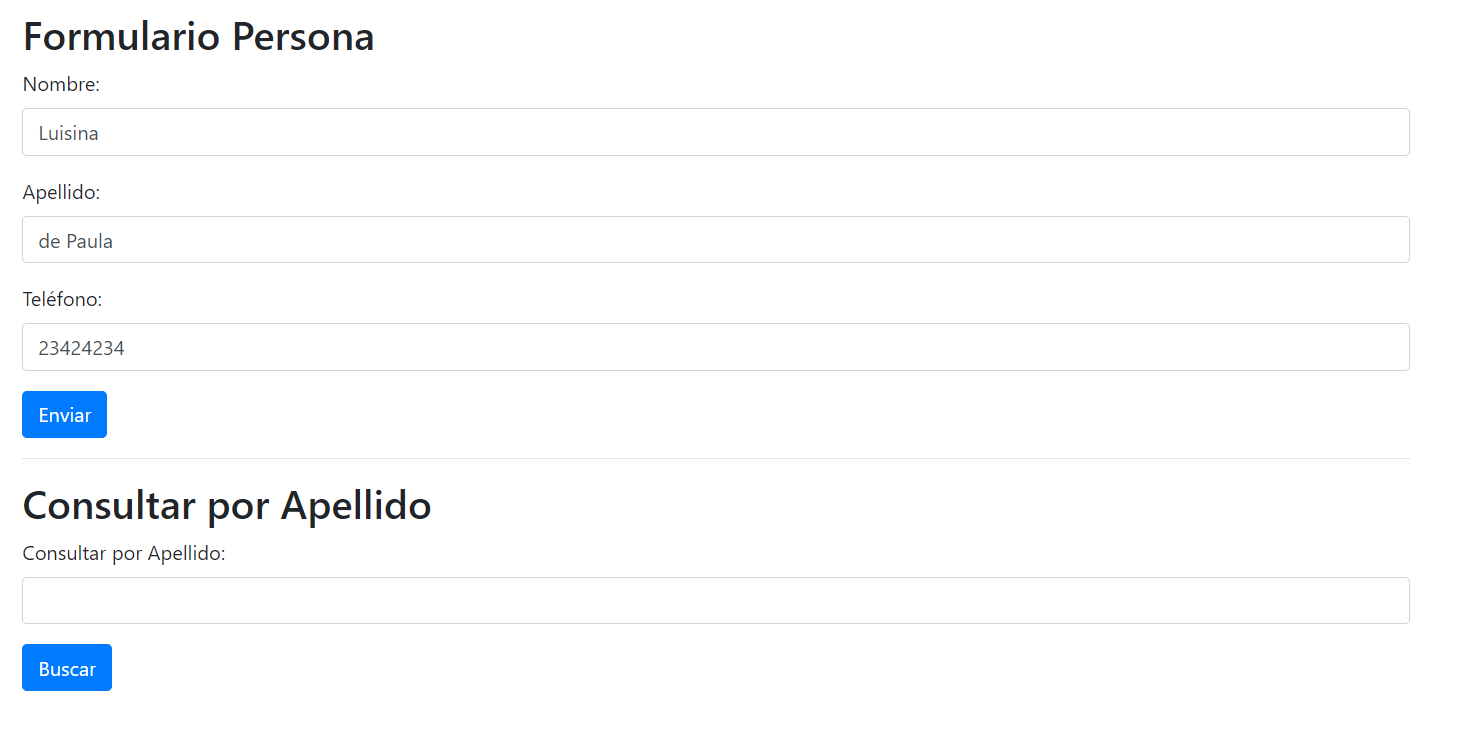 Formulario Persona
Nombre:
Luisina
Apellido:
de Paula
Teléfono:
23424234
Enviar
Consultar por Apellido
Consultar por Apellido:
Buscar